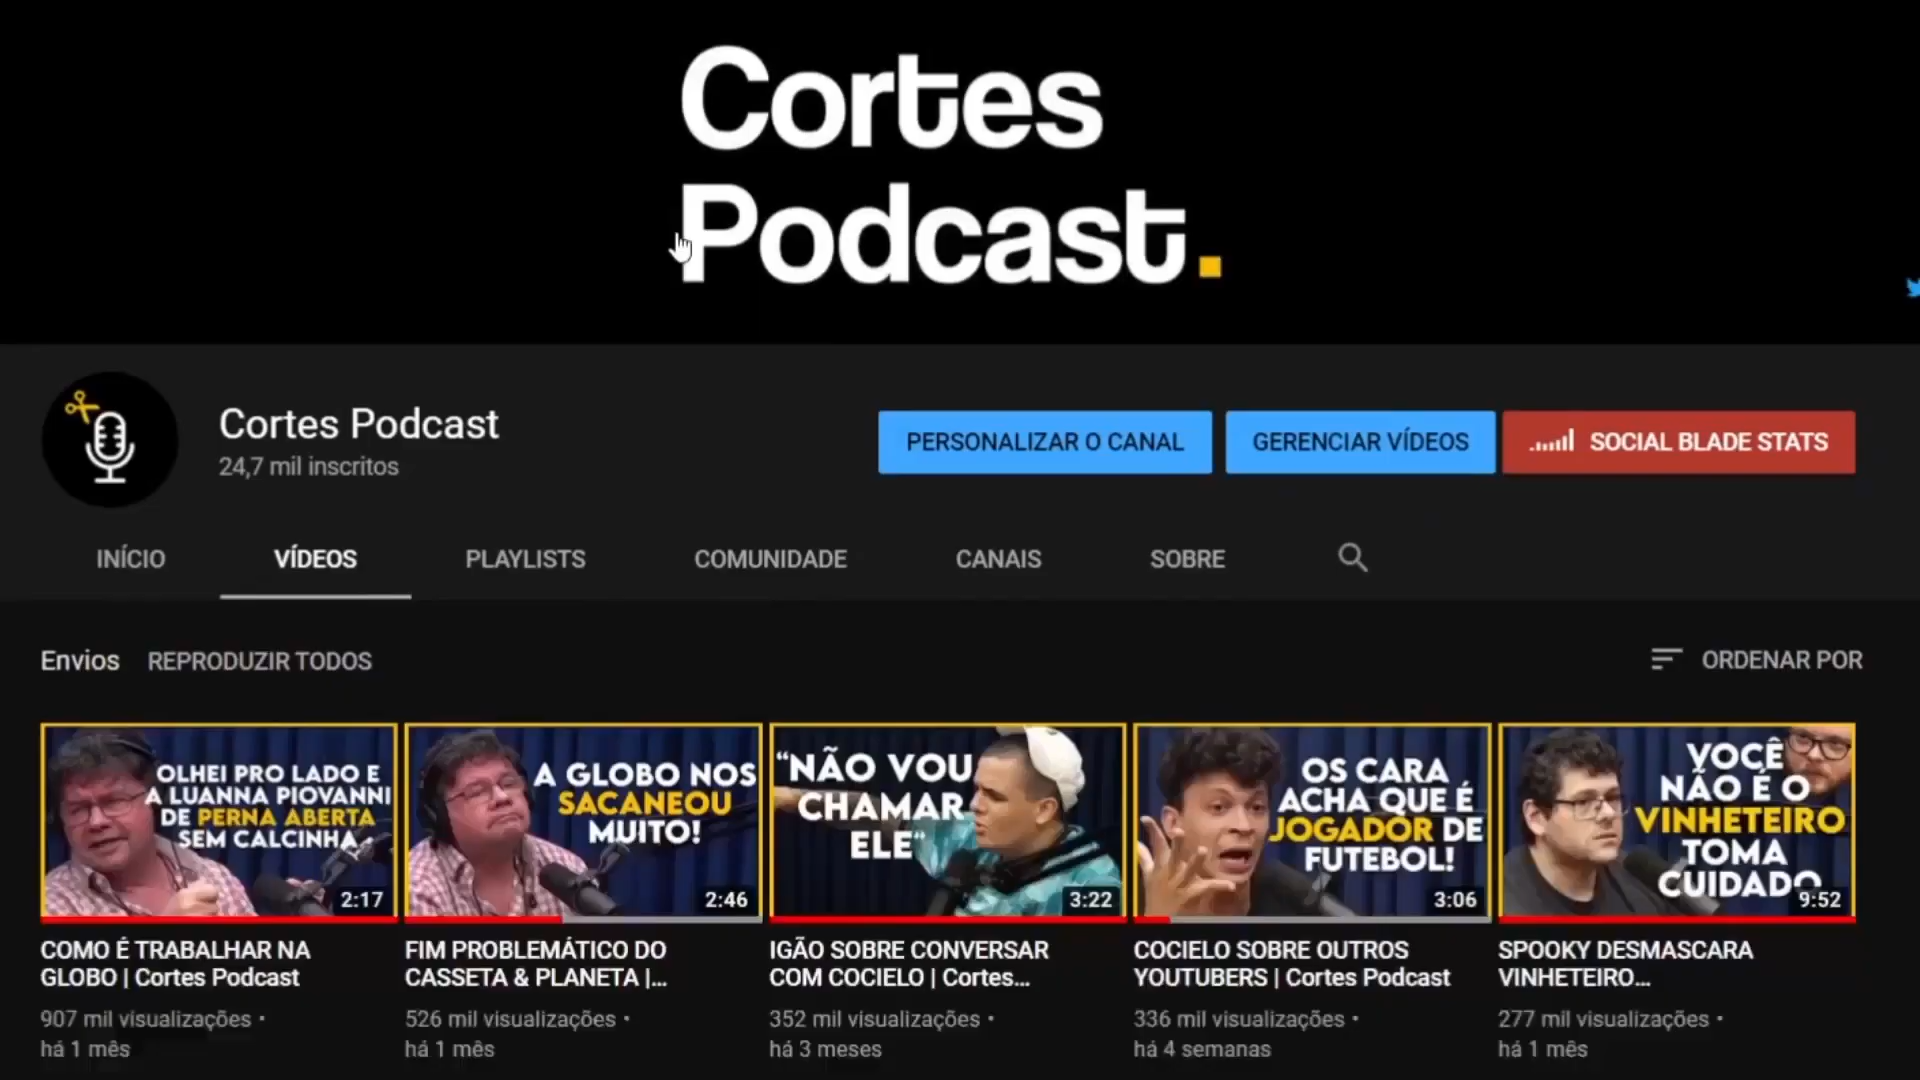 Cortes
Podcast.
Cortes Podcast
24,7 mil inscritos
PERSONALIZAR O CANAL
GERENCIAR VÍDEOS
SOCIAL BLADE STATS
INÍCIO
VÍDEOS
PLAYLISTS
COMUNIDADE
CANAIS
SOBRE
Envios
REPRODUZIR TODOS
ORDENAR POR
OLHEI PRO LADO E
A LUANNA PIOVANNI
DE PERNA ABERTA
SEM CALCINHA
2:17
COMO É TRABALHAR NA
GLOBO | Cortes Podcast
907 mil visualizações •
há 1 mês
A GLOBO NOS
SACANEOU
MUITO!
2:46
FIM PROBLEMÁTICO DO
CASSETA & PLANETA |...
526 mil visualizações •
há 1 mês
“NÃO VOU
CHAMAR
ELE“
3:22
IGÃO SOBRE CONVERSAR
COM COCIELO | Cortes...
352 mil visualizações •
há 3 meses
OS CARA
ACHA QUE É
JOGADOR DE
FUTEBOL!
3:06
COCIELO SOBRE OUTROS
YOUTUBERS | Cortes Podcast
336 mil visualizações •
há 4 semanas
VOCÊ
NÃO É O
VINHETEIRO
TOMA
CUIDADO
9:52
SPOOKY DESMASCARA
VINHETEIRO...
277 mil visualizações •
há 1 mês